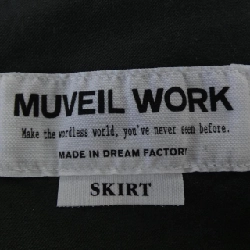 MUVEIL WORK
Make the wordless world, you've never seen before.
MADE IN DREAM FACTORY
SKIRT